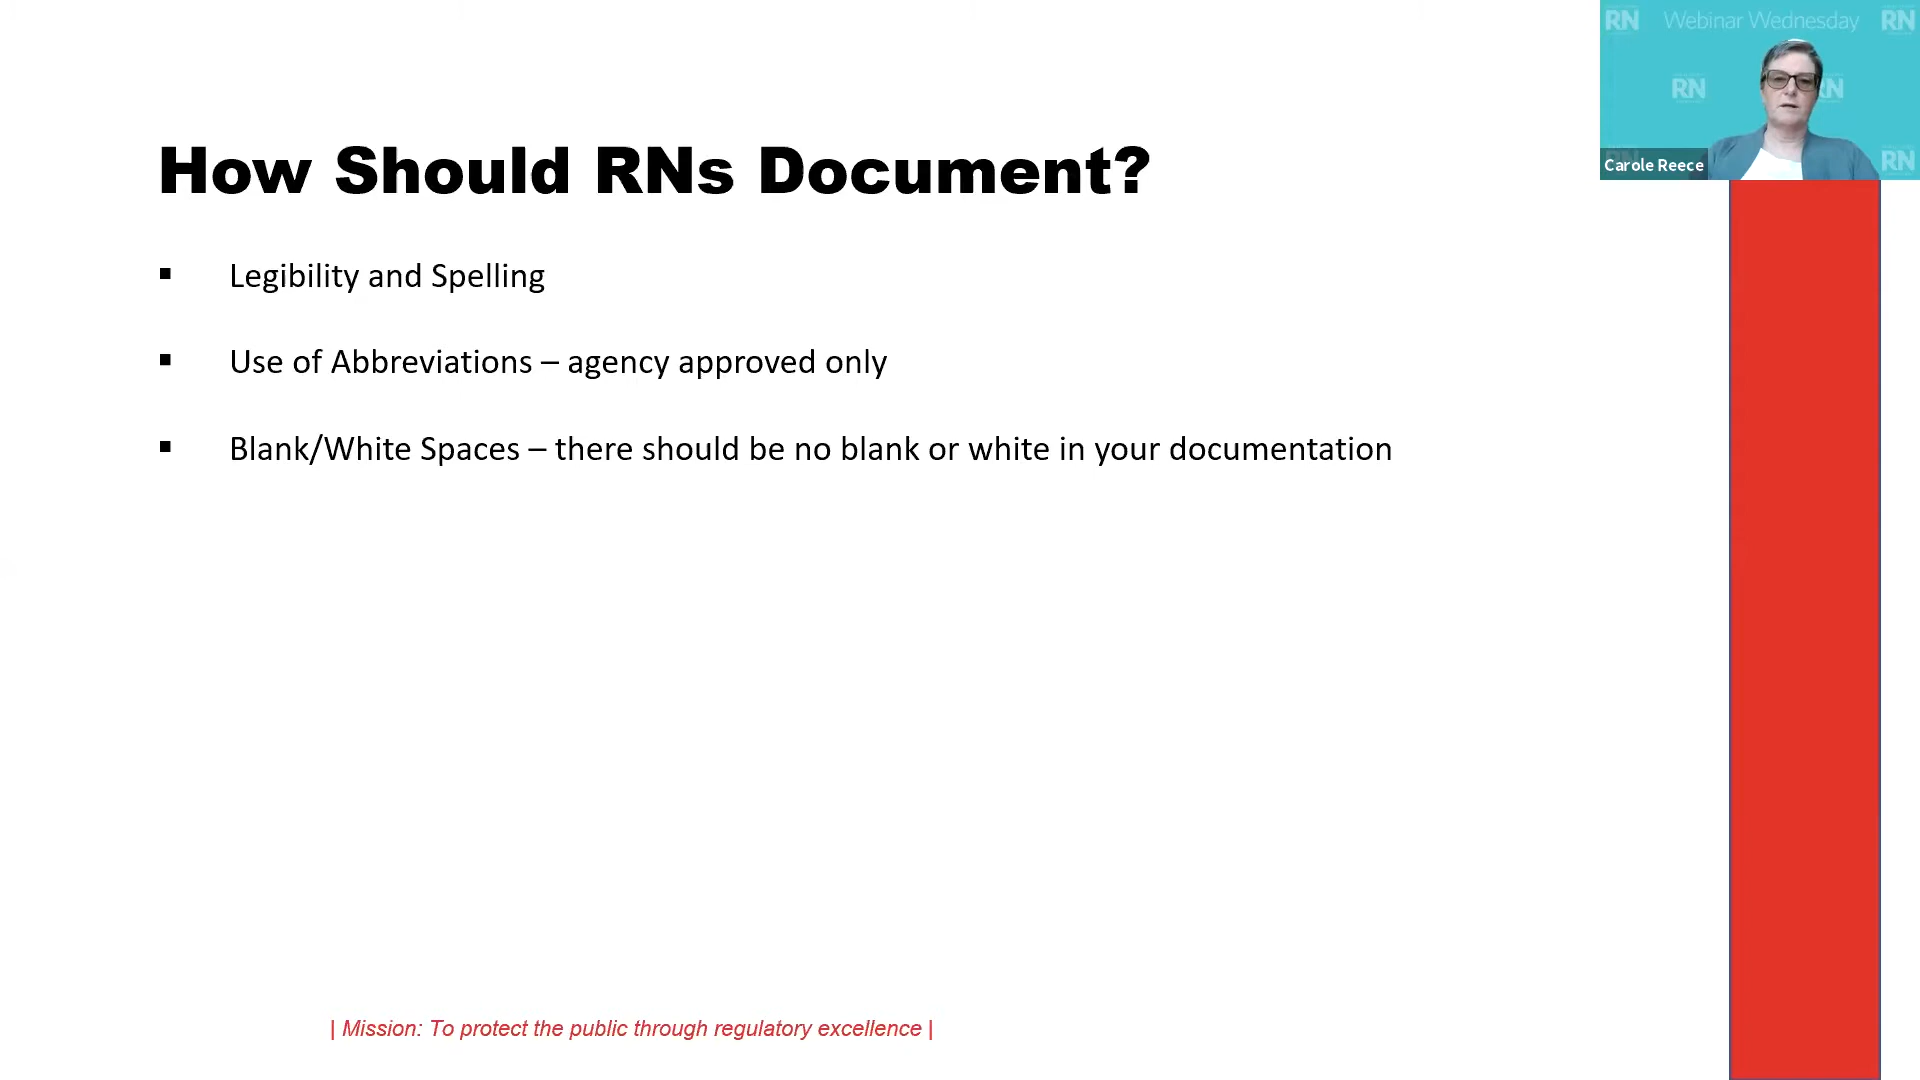 RN Webinar Wednesday RN
RN RN
RN
Carole Reece
How Should RNs Document?
▪ Legibility and Spelling
▪ Use of Abbreviations – agency approved only
▪ Blank/White Spaces – there should be no blank or white in your documentation
| Mission: To protect the public through regulatory excellence |